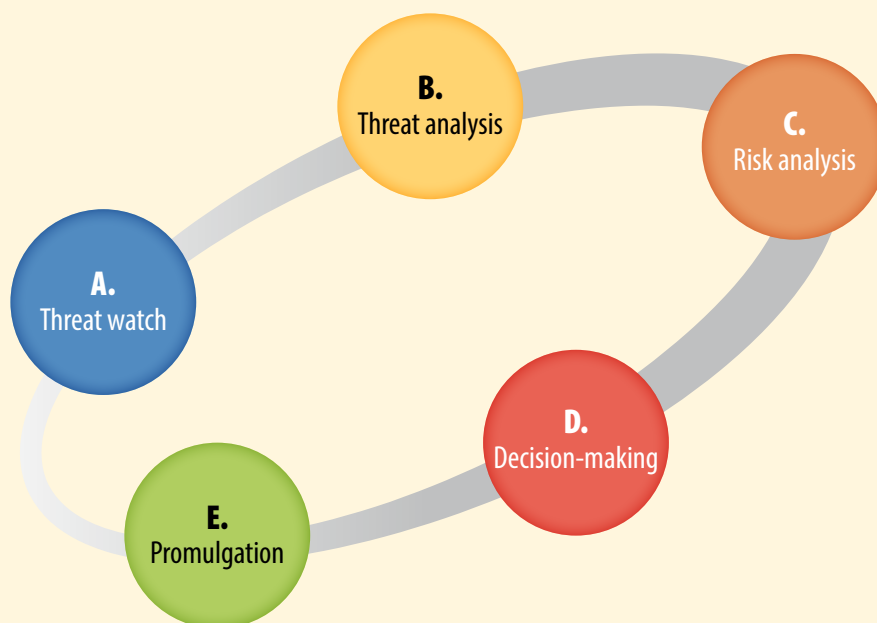 A.
Threat watch
B.
Threat analysis
C.
Risk analysis
D.
Decision-making
E.
Promulgation